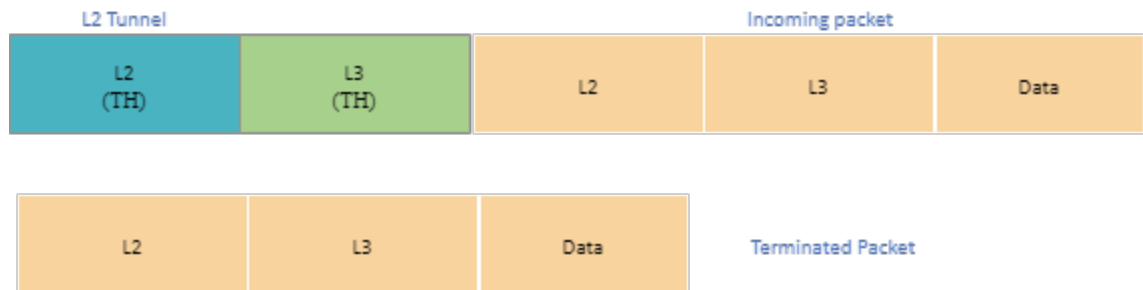 L2 Tunnel
Incoming packet
L2
(TH)
L3
(TH)
L2
L3
Data
L2
L3
Data
Terminated Packet